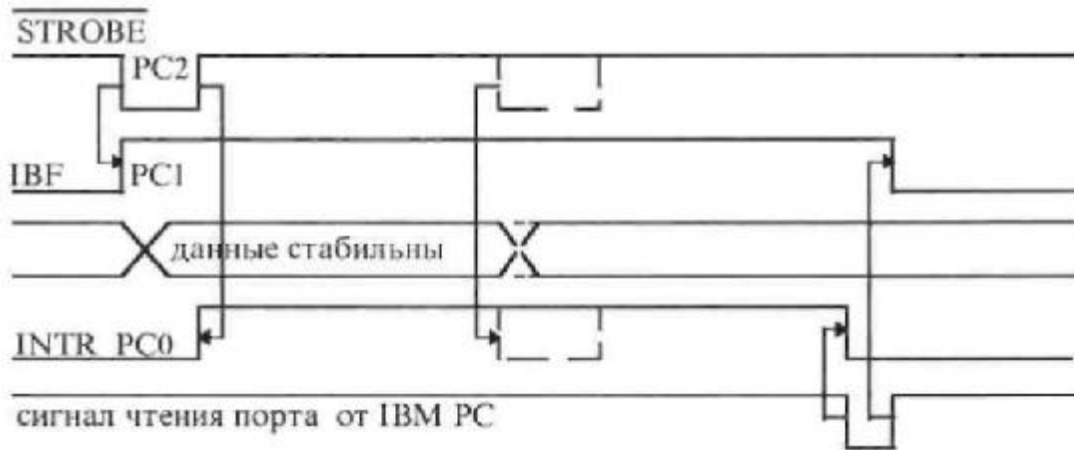 STROBE
PC2
IBF
PC1
данные стабильны
INTR PC0
сигнал чтения порта от IBM PC